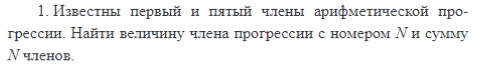 1. Известны первый и пятый члены арифметической про-
грессии. Найти величину члена прогрессии с номером N и сумму
N членов.